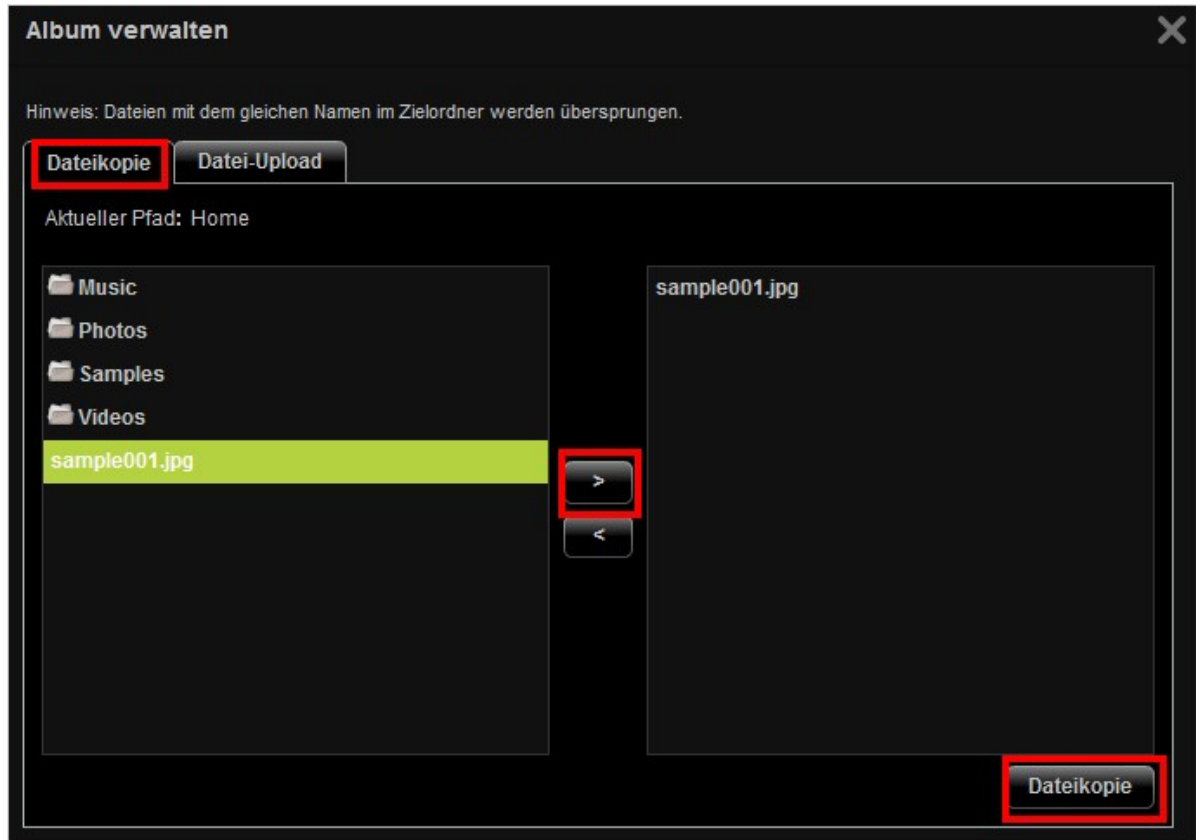 Album verwalten
Hinweis: Dateien mit dem gleichen Namen im Zielordner werden übersprungen.
Dateikopie Datei-Upload
Aktueller Pfad: Home
Music
Photos
Samples
Videos
sample001.jpg
>
<
sample001.jpg
Dateikopie